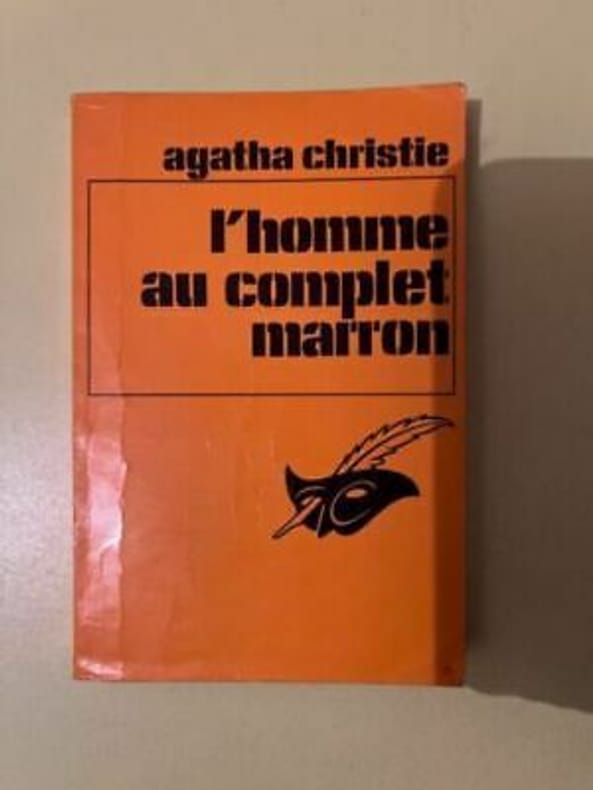 agatha christie
l'homme
au complet
marron